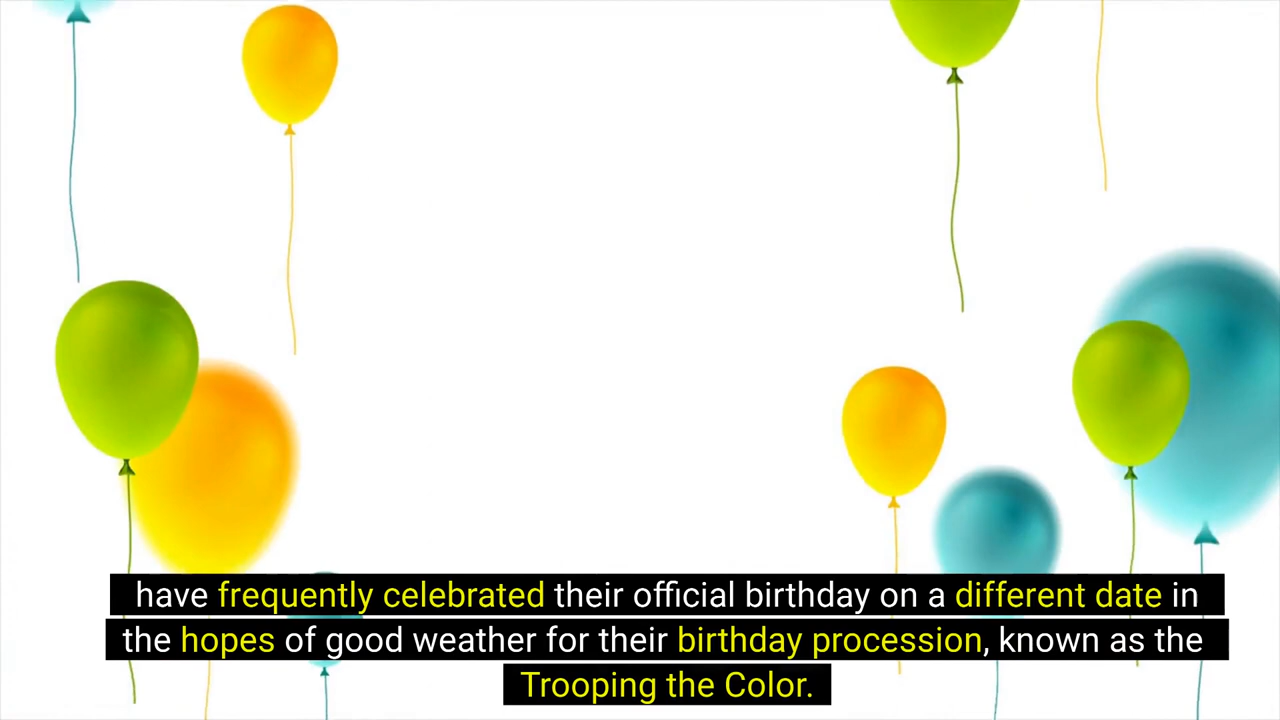 have frequently celebrated their official birthday on a different date in
the hopes of good weather for their birthday procession, known as the
Trooping the Color.